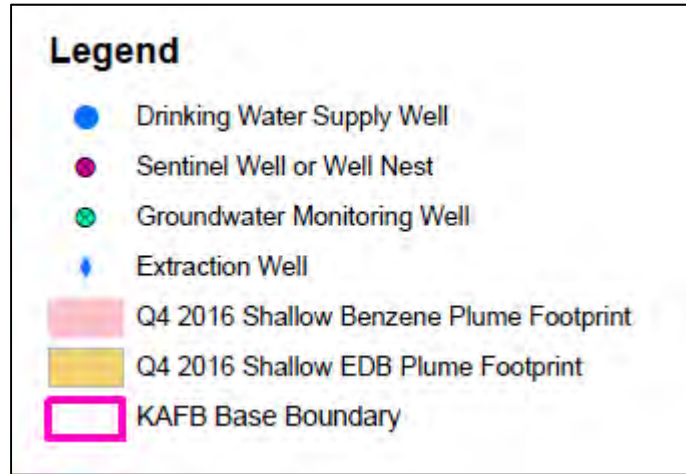 Legend
Drinking Water Supply Well
Sentinel Well or Well Nest
Groundwater Monitoring Well
Extraction Well
Q4 2016 Shallow Benzene Plume Footprint
Q4 2016 Shallow EDB Plume Footprint
KAFB Base Boundary